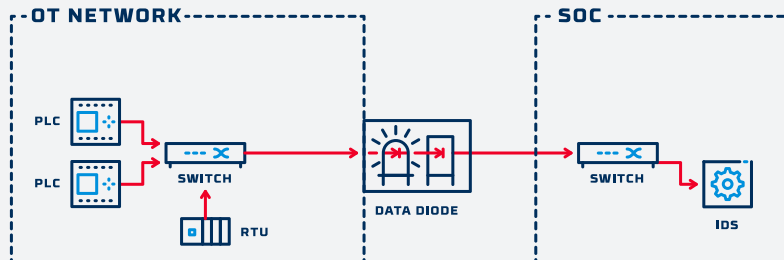 OT NETWORK
SOC
PLC
SWITCH
PLC
RTU
DATA DIODE
SWITCH
IDS